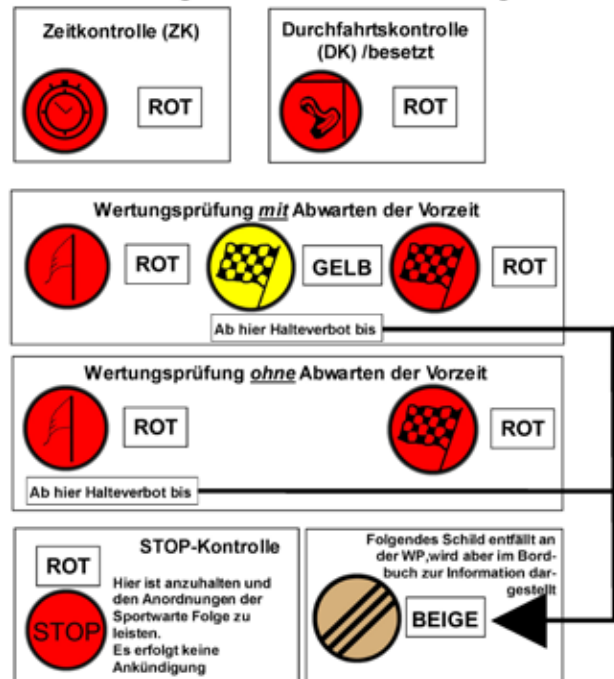 Zeitkontrolle (ZK)
ROT
Durchfahrtskontrolle
(DK) /besetzt
ROT
Wertungsprüfung mit Abwarten der Vorzeit
ROT
GELB
ROT
Ab hier Halteverbot bis
Wertungsprüfung ohne Abwarten der Vorzeit
ROT
ROT
Ab hier Halteverbot bis
ROT
STOP-Kontrolle
STOP
Hier ist anzuhalten und
den Anordnungen der
Sportwarte Folge zu
leisten.
Es erfolgt keine
Ankündigung
Folgendes Schild entfällt an
der WP,wird aber im Bord-
buch zur Information dar-
gestellt
BEIGE